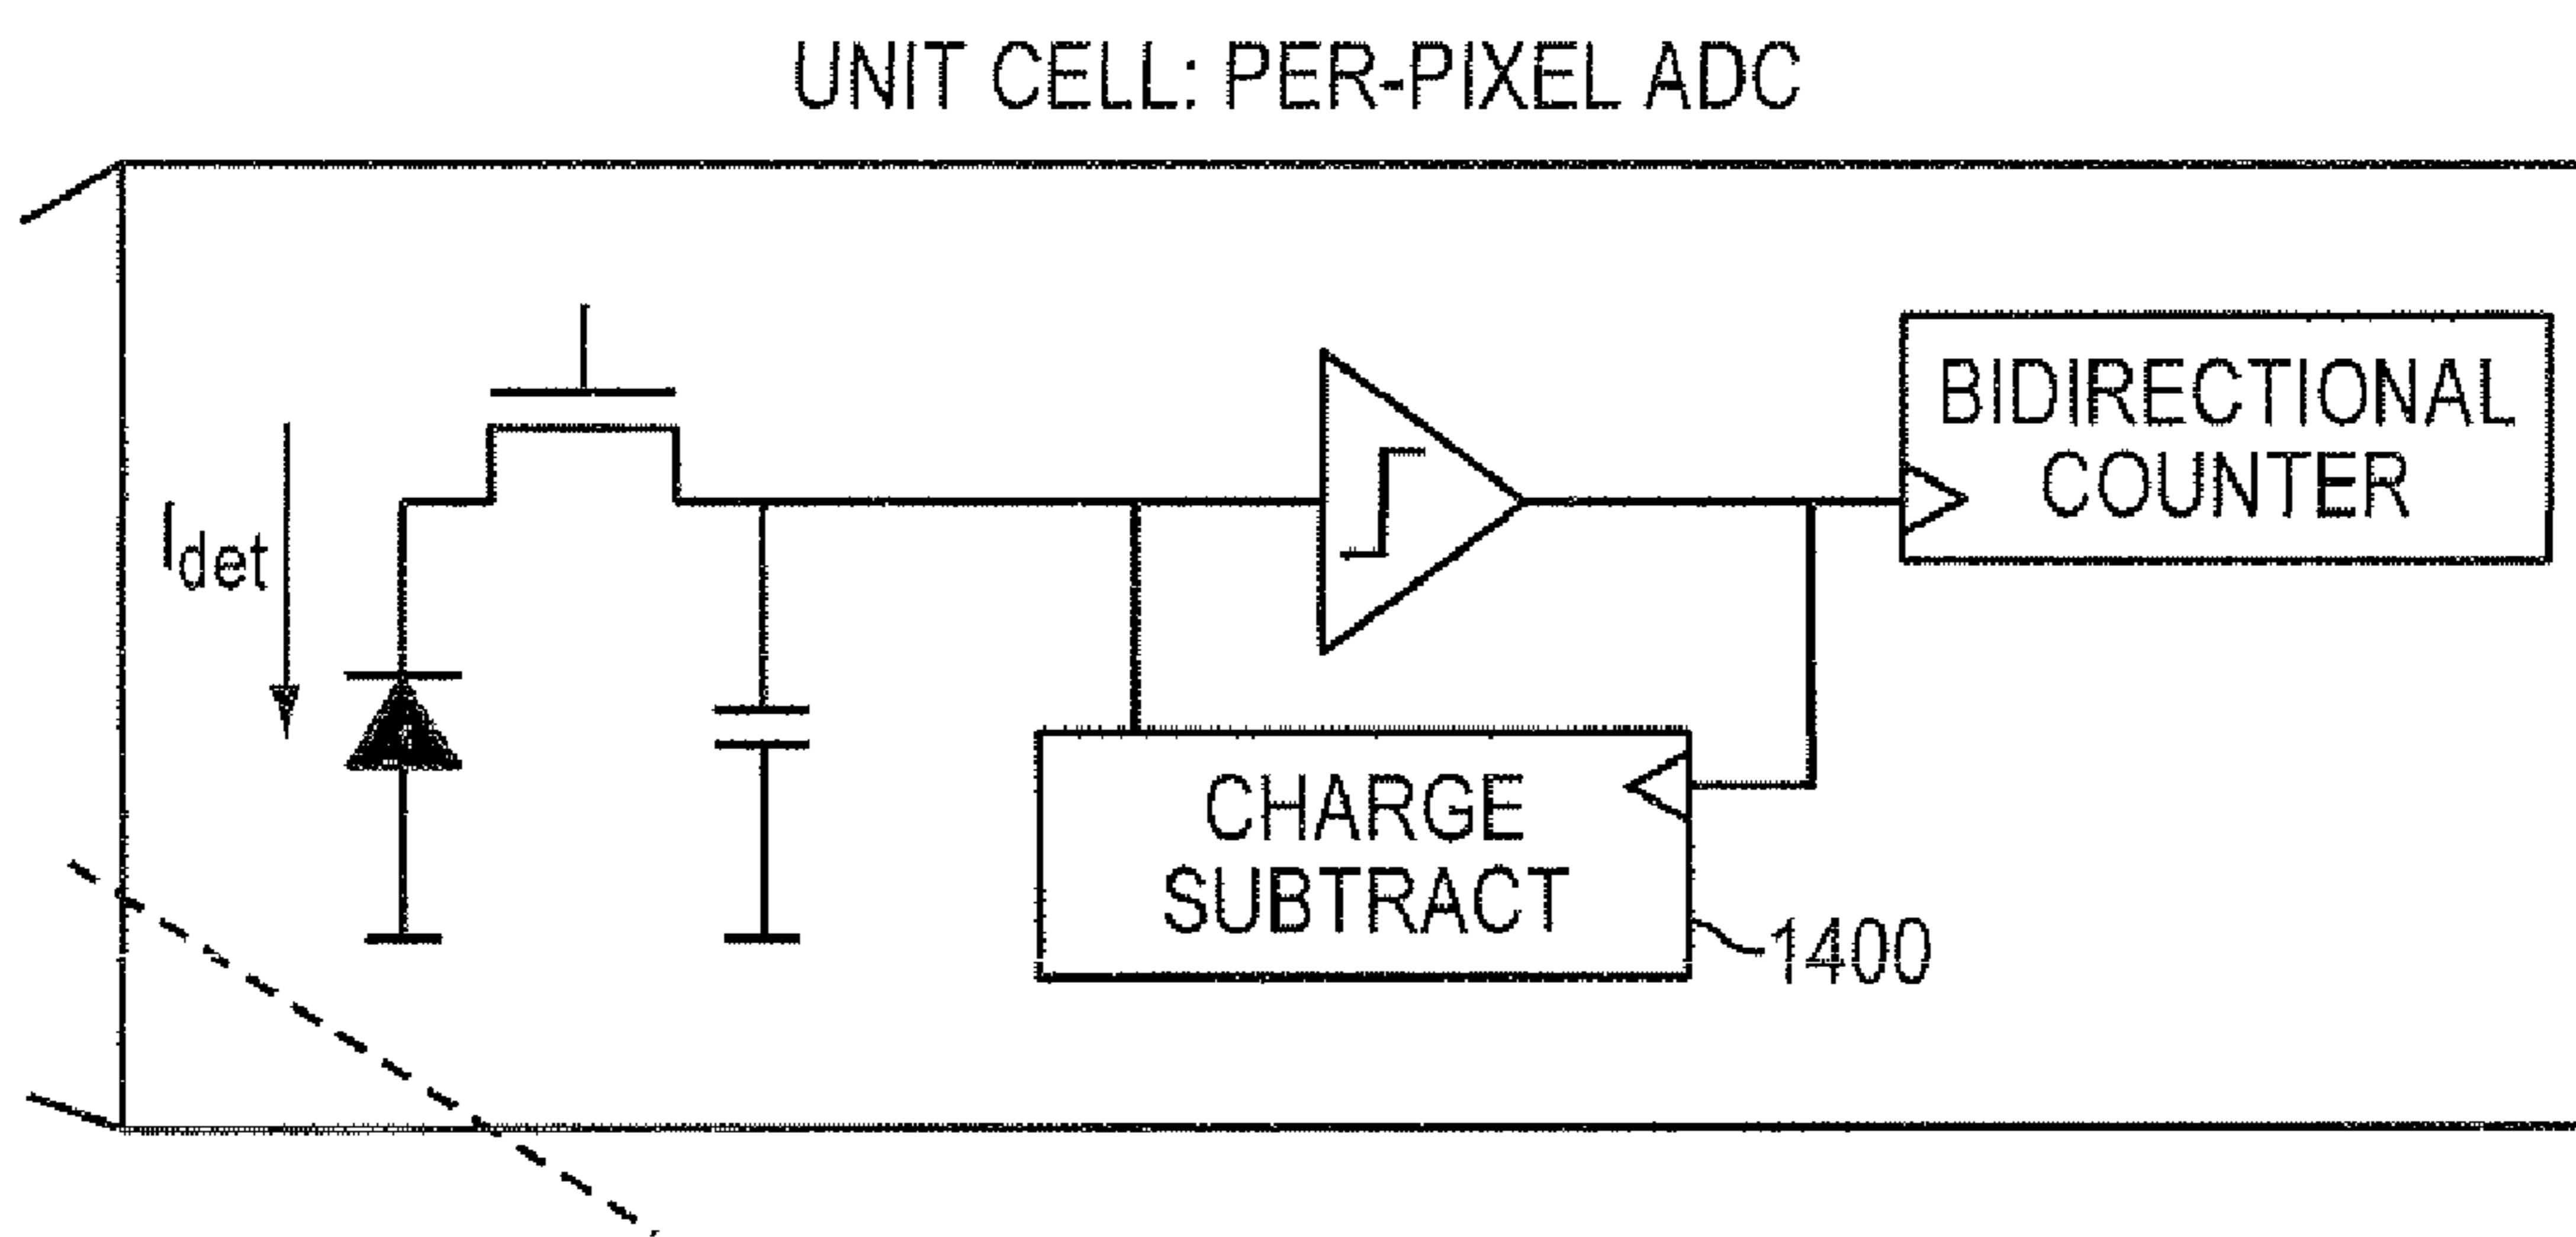 UNIT CELL: PER-PIXEL ADC
BIDIRECTIONAL
COUNTER
Idet
CHARGE
SUBTRACT
1400